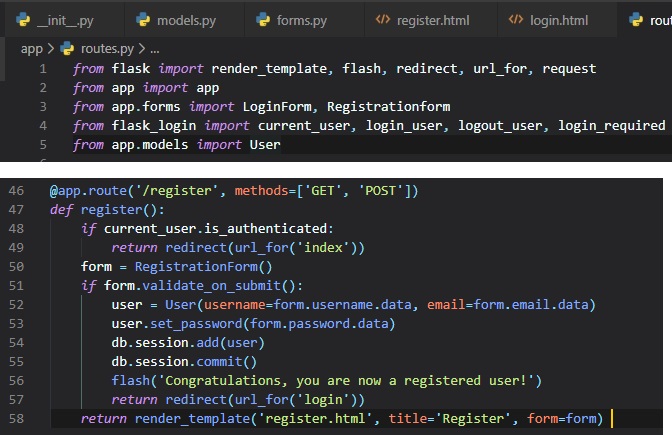 __init__.py models.py forms.py register.html login.html rout
app > routes.py > ...
1 from flask import render_template, flash, redirect, url_for, request
2 from app import app
3 from app.forms import LoginForm, Registrationform
4 from flask_login import current_user, login_user, logout_user, login_required
5 from app.models import User
46 @app.route('/register', methods=['GET', 'POST'])
47 def register():
48 if current_user.is_authenticated:
49 return redirect(url_for('index'))
50 form = RegistrationForm()
51 if form.validate_on_submit():
52 user = User(username=form.username.data, email=form.email.data)
53 user.set_password(form.password.data)
54 db.session.add(user)
55 db.session.commit()
56 flash('Congratulations, you are now a registered user!')
57 return redirect(url_for('login'))
58 return render_template('register.html', title='Register', form=form)